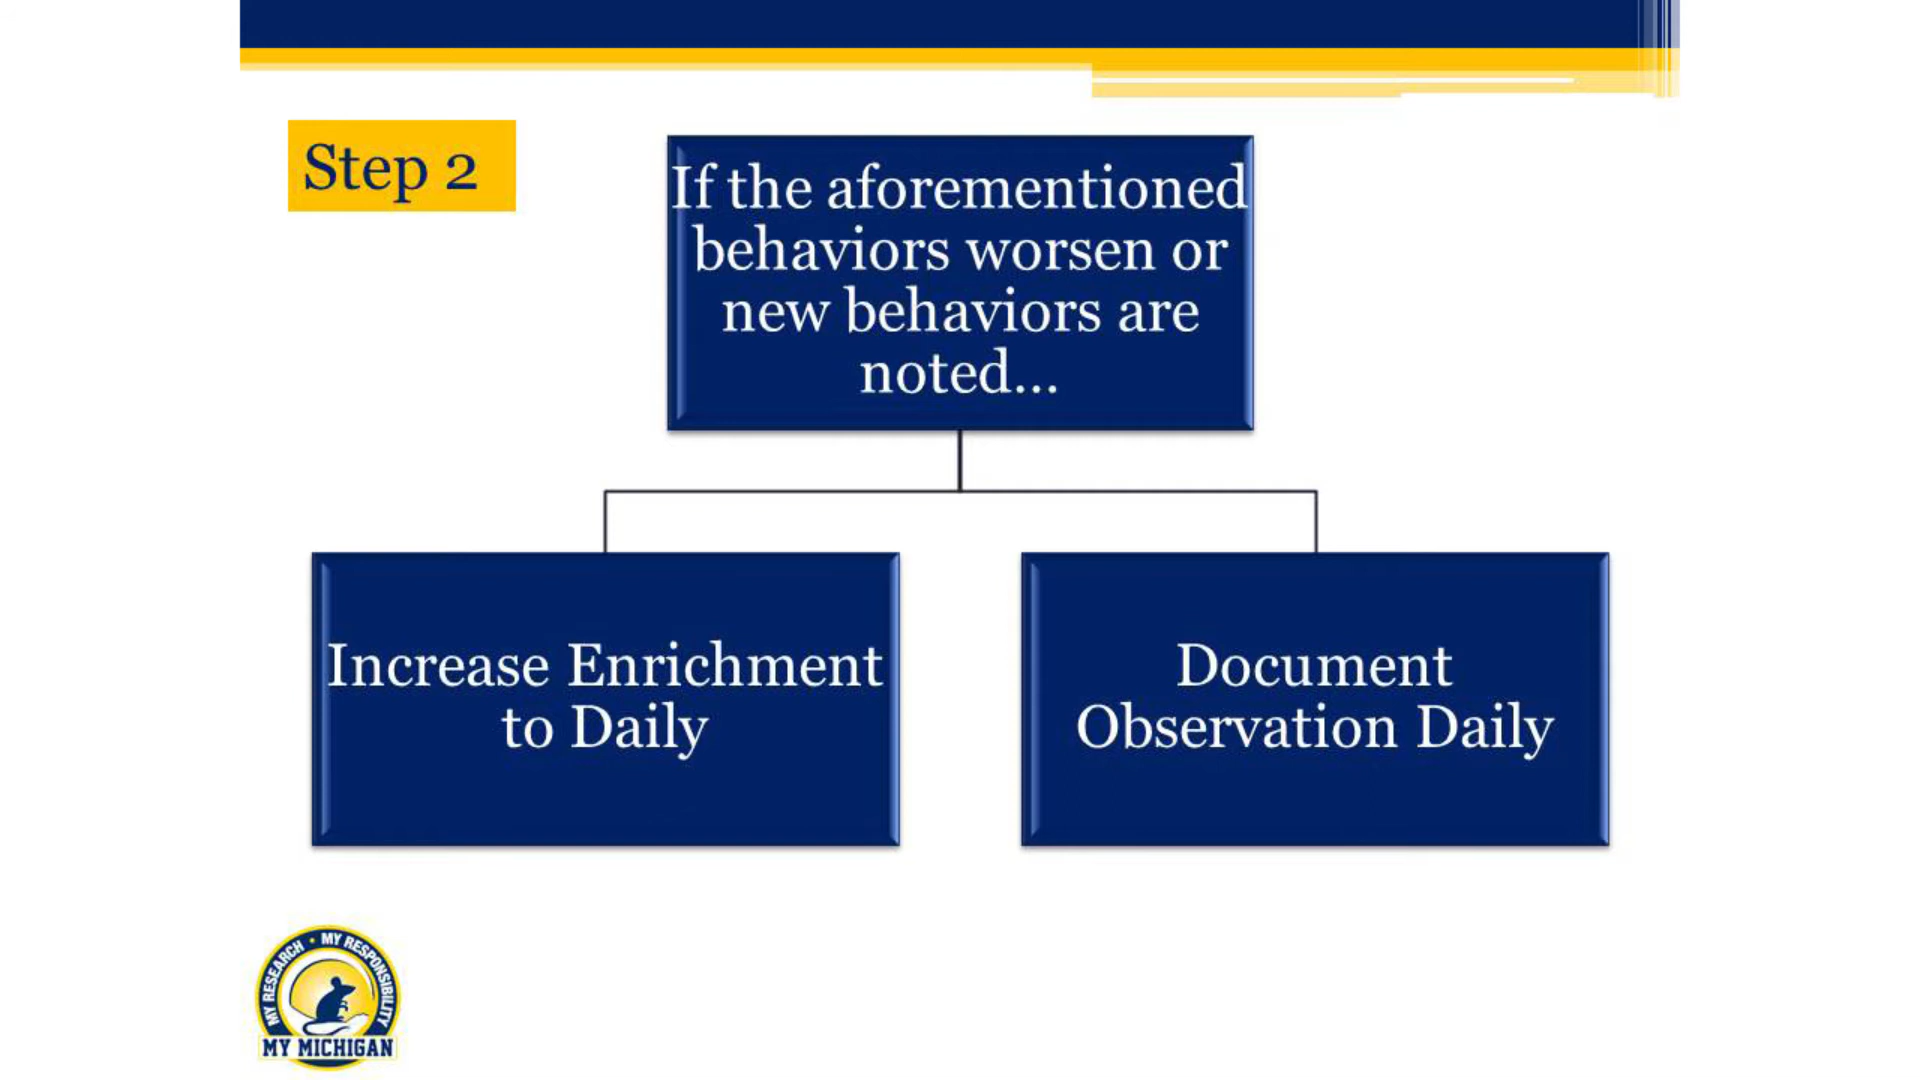 Step 2
If the aforementioned
behaviors worsen or
new behaviors are
noted...
Increase Enrichment
to Daily
Document
Observation Daily
MY RESEARCH • MY RESPONSIBILITY
MY MICHIGAN